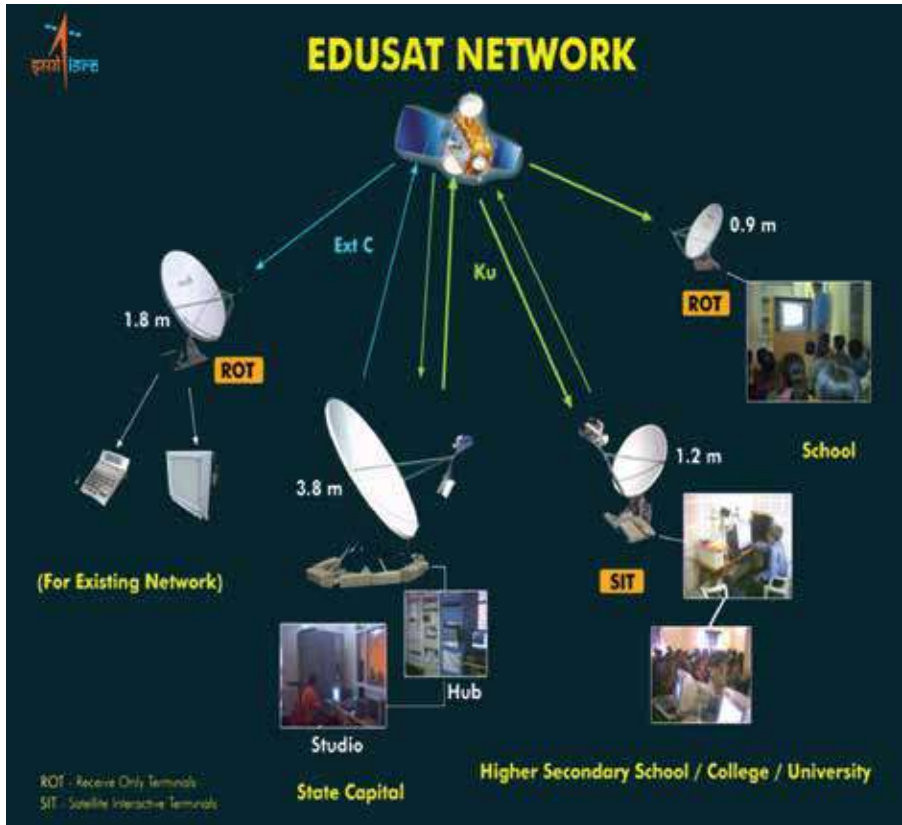 इसरो isro
EDUSAT NETWORK
Ext C
Ku
0.9 m
ROT
1.8 m
ROT
School
3.8 m
1.2 m
(For Existing Network)
SIT
Hub
Studio
State Capital
Higher Secondary School / College / University
ROT - Receive Only Terminals
SIT - Satellite Interactive Terminals